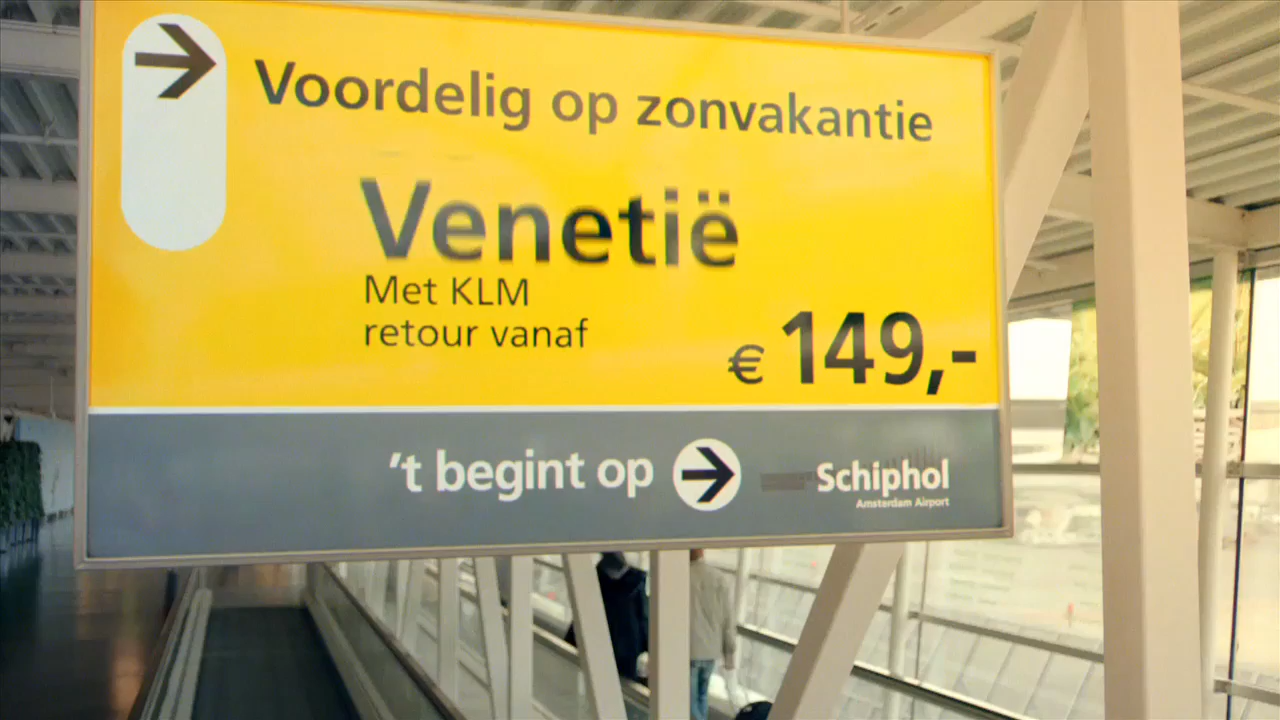 Voordelig op zonvakantie
Venetië
Met KLM
retour vanaf
€ 149,-
't begint op
Schiphol
Amsterdam Airport